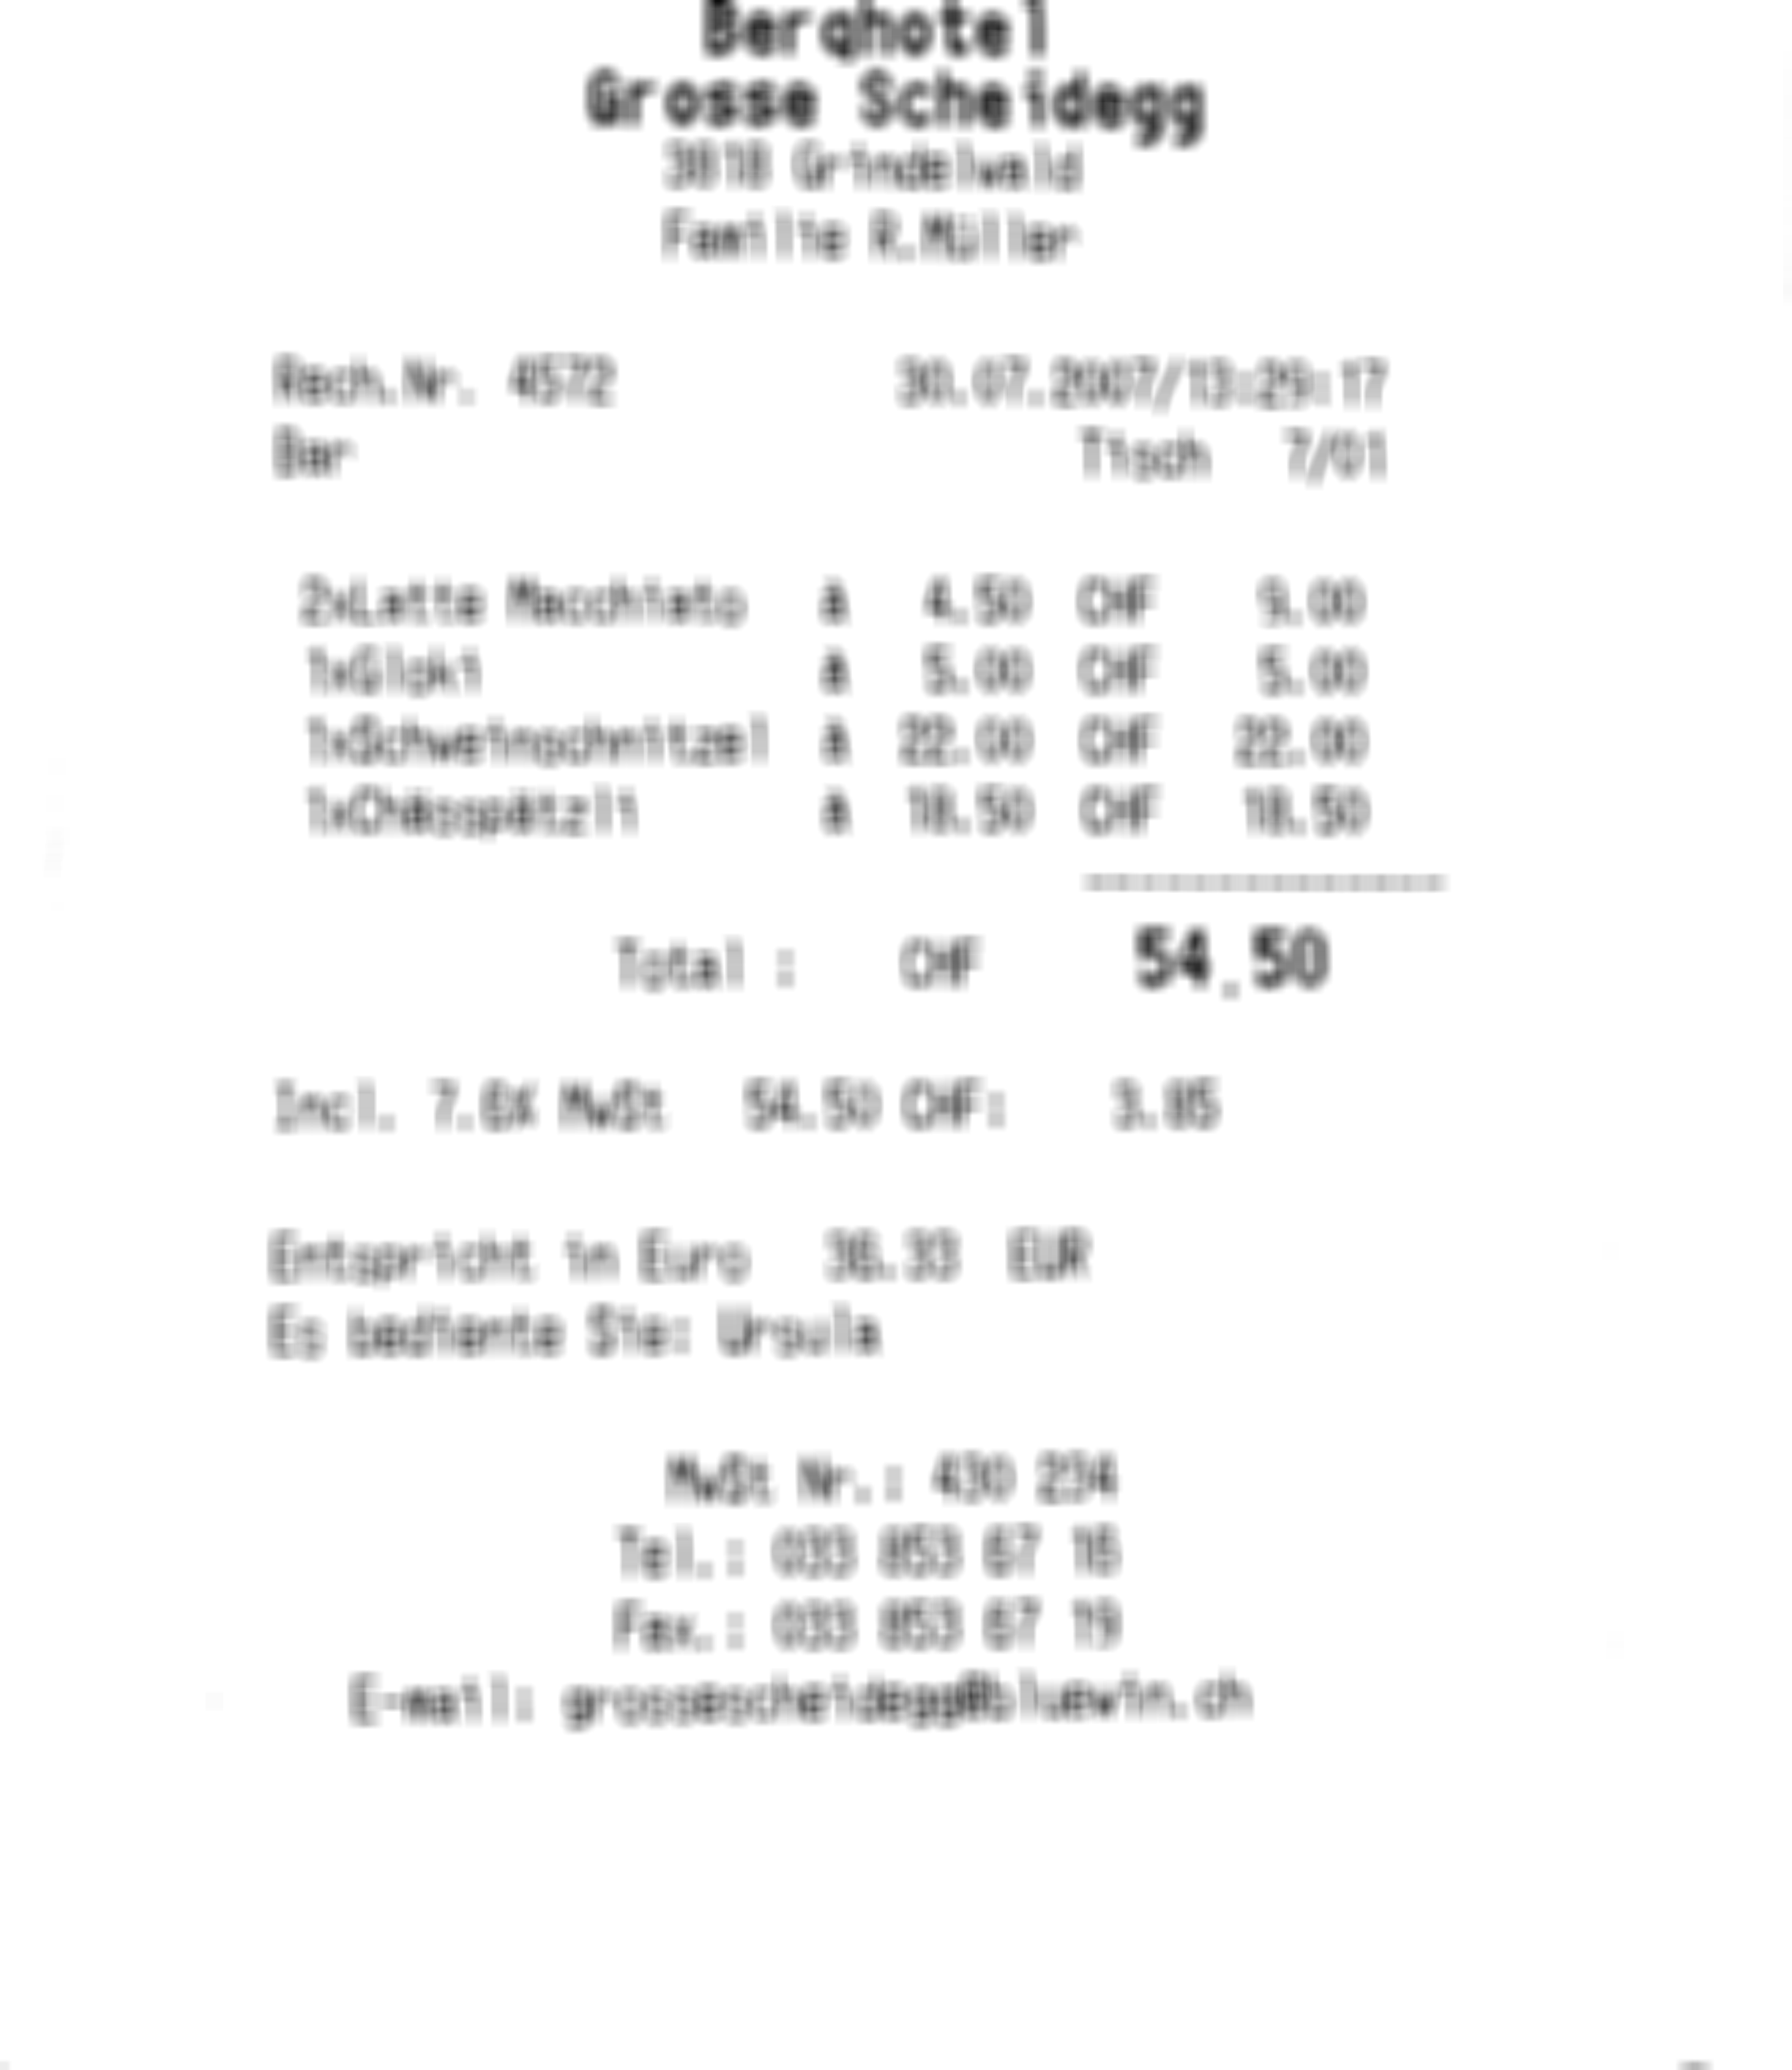 Berghotel
Grosse Scheidegg
3818 Grindelwald
Familie R.Müller
Rech.Nr. 4572 30.07.2007/13:29:17
Bar Tisch 7/01
2xLatte Macchiato à 4.50 CHF 9.00
1xGloki à 5.00 CHF 5.00
1xSchweinschnitzel à 22.00 CHF 22.00
1xChässpätzli à 18.50 CHF 18.50
Total : CHF 54.50
Incl. 7.6% MwSt 54.50 CHF: 3.85
Entspricht in Euro 36.33 EUR
Es bediente Sie: Ursula
MwSt Nr.: 430 234
Tel.: 033 853 67 16
Fax.: 033 853 67 19
E-mail: grossescheidegg@bluewin.ch